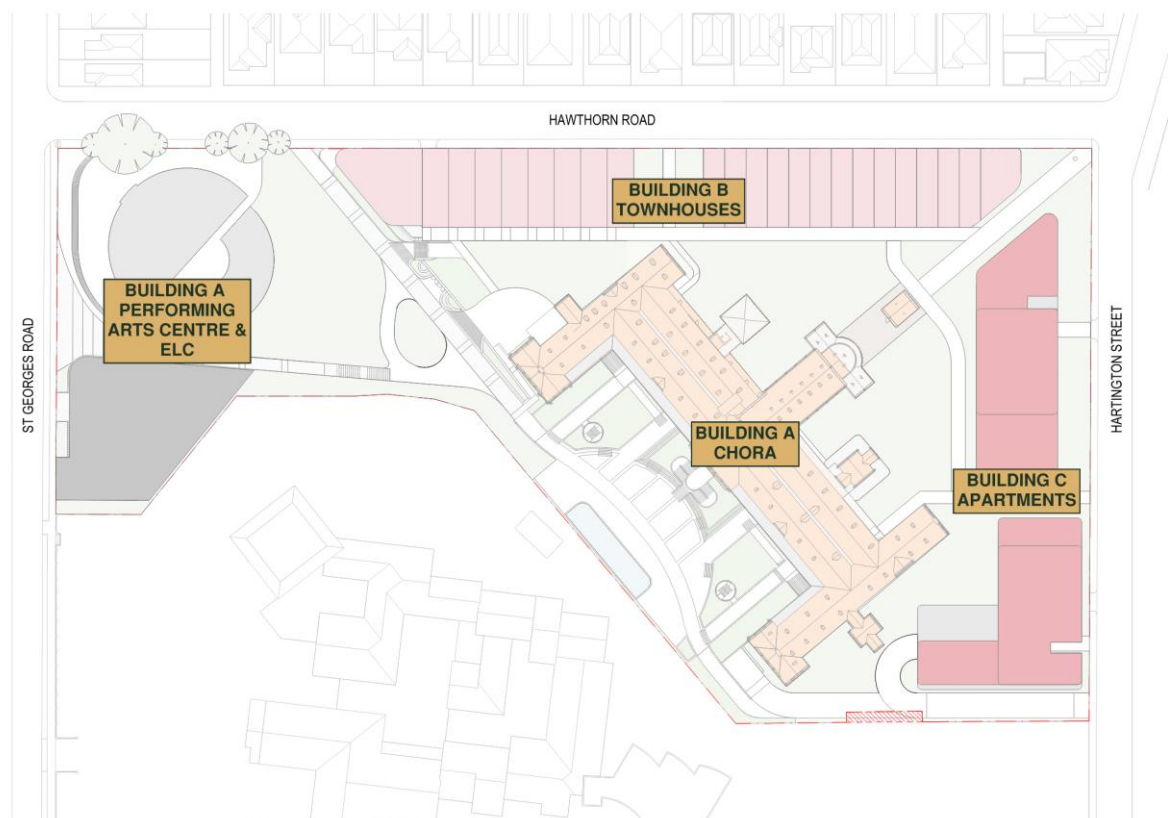 HAWTHORN ROAD
BUILDING B
TOWNHOUSES
BUILDING A
PERFORMING
ARTS CENTRE &
ELC
ST GEORGES ROAD
HARTINGTON STREET
BUILDING A
CHORA
BUILDING C
APARTMENTS